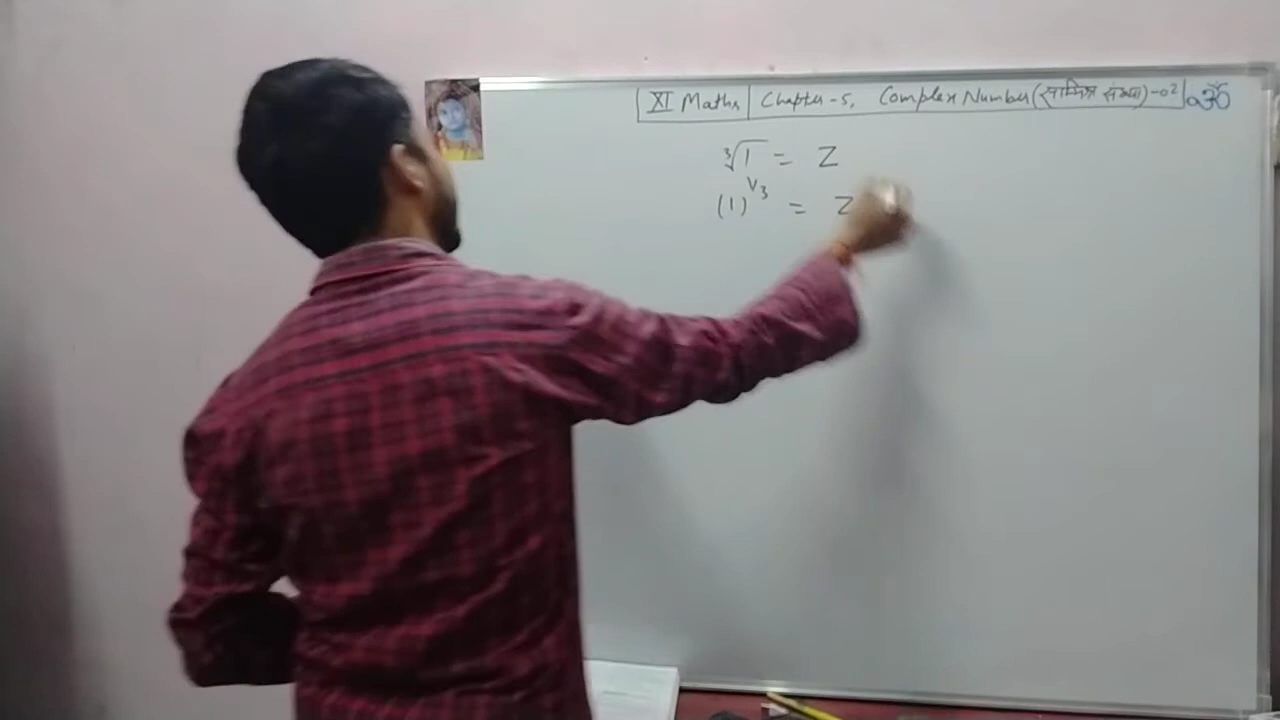 XI Maths | Chapter-5, Complex Number (सम्मिश्र संख्या)-02
∛1 = Z
(1)^1/3 = Z